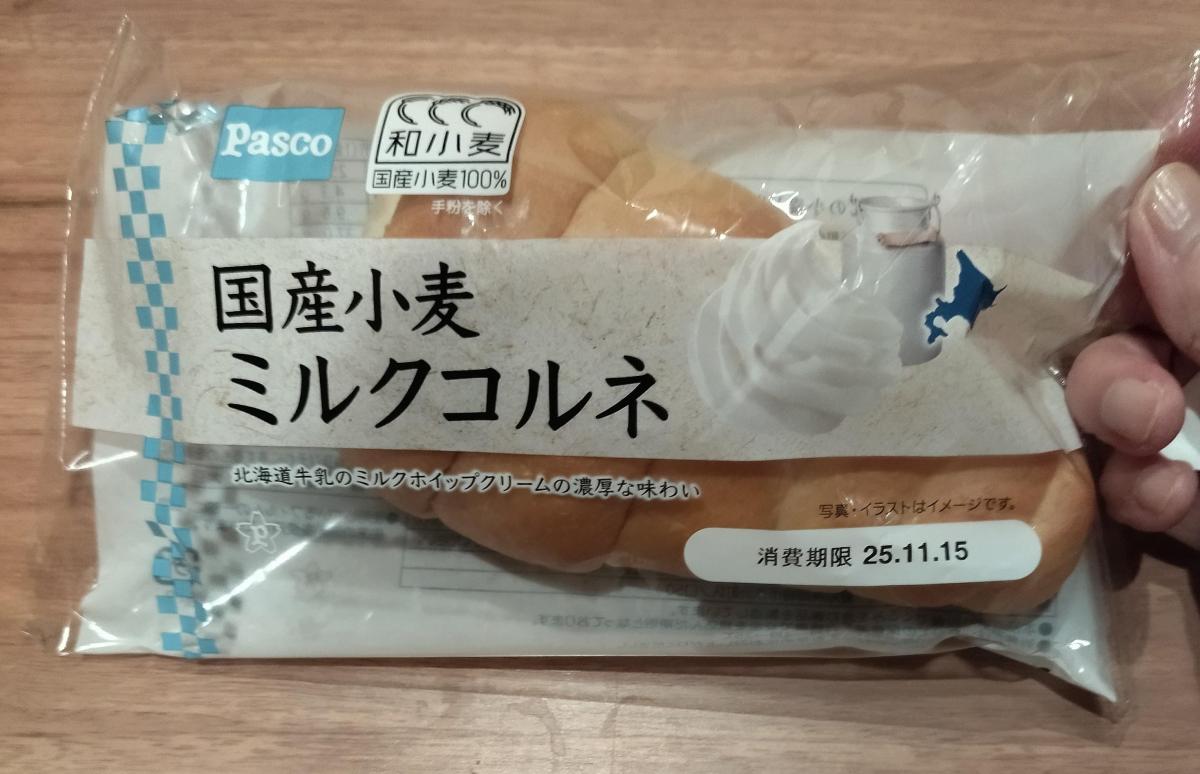 Pasco
和小麦
国産小麦100%
手粉を除く
国産小麦
ミルクコルネ
北海道牛乳のミルクホイップクリームの濃厚な味わい
写真・イラストはイメージです。
消費期限 25.11.15